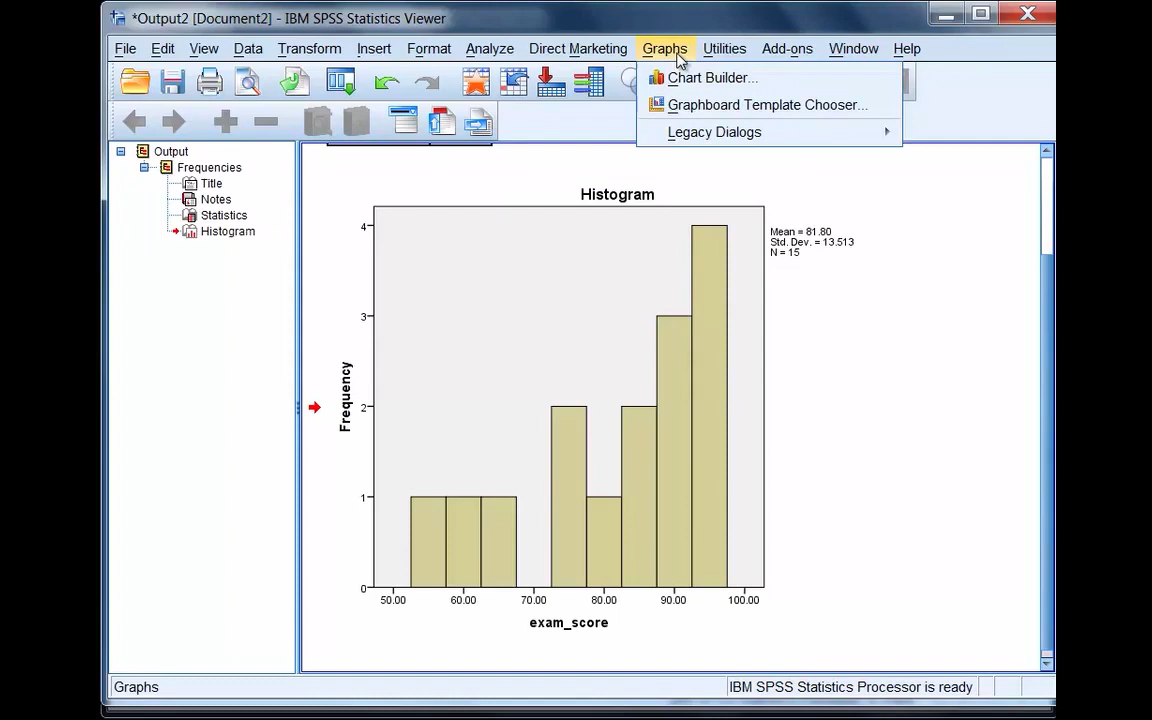 *Output2 [Document2] - IBM SPSS Statistics Viewer
File Edit View Data Transform Insert Format Analyze Direct Marketing Graphs Utilities Add-ons Window Help
Chart Builder...
Graphboard Template Chooser...
Legacy Dialogs
Output
Frequencies
Title
Notes
Statistics
Histogram
Histogram
Mean = 81.80
Std. Dev. = 13.513
N = 15
4
3
2
1
0
Frequency
50.00 60.00 70.00 80.00 90.00 100.00
exam_score
Graphs
IBM SPSS Statistics Processor is ready